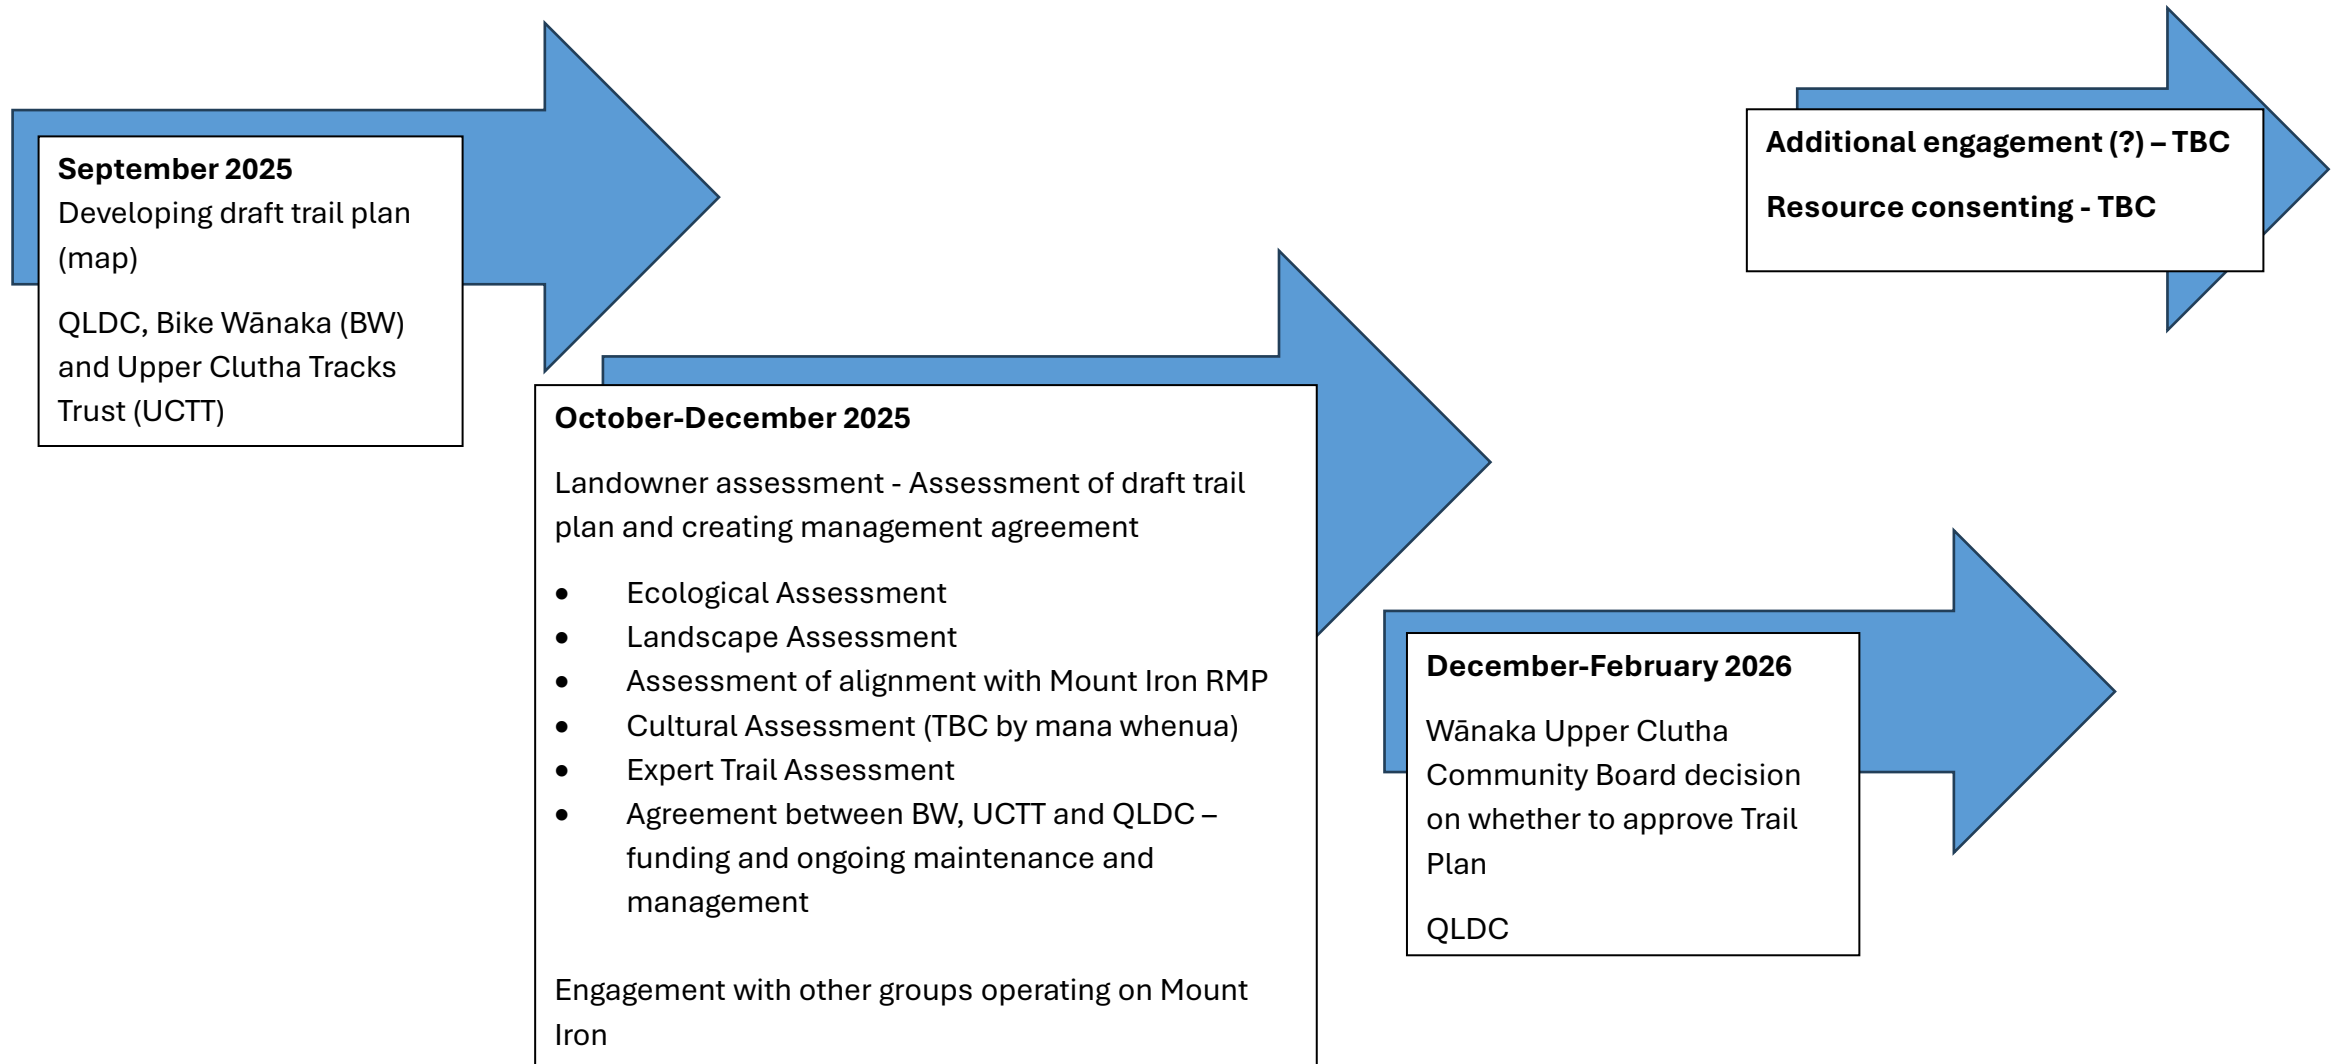 September 2025
Developing draft trail plan
(map)
QLDC, Bike Wānaka (BW)
and Upper Clutha Tracks
Trust (UCTT)
October-December 2025
Landowner assessment - Assessment of draft trail
plan and creating management agreement
• Ecological Assessment
• Landscape Assessment
• Assessment of alignment with Mount Iron RMP
• Cultural Assessment (TBC by mana whenua)
• Expert Trail Assessment
• Agreement between BW, UCTT and QLDC –
funding and ongoing maintenance and
management
Engagement with other groups operating on Mount
Iron
December-February 2026
Wānaka Upper Clutha
Community Board decision
on whether to approve Trail
Plan
QLDC
Additional engagement (?) – TBC
Resource consenting - TBC